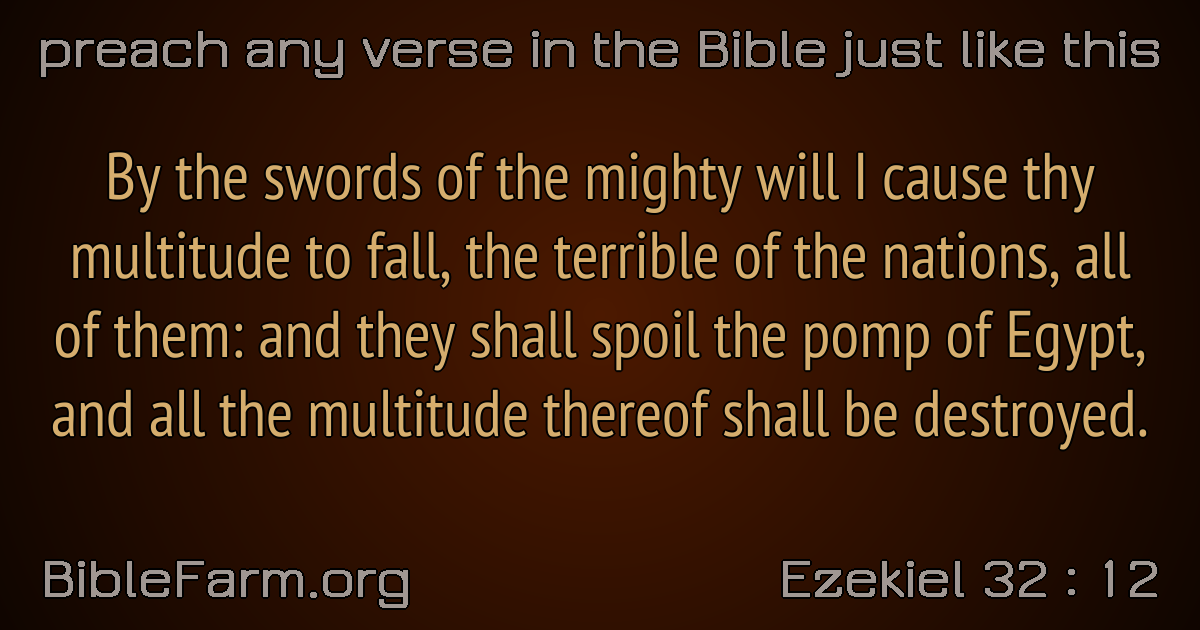 preach any verse in the Bible just like this
By the swords of the mighty will I cause thy
multitude to fall, the terrible of the nations, all
of them: and they shall spoil the pomp of Egypt,
and all the multitude thereof shall be destroyed.
BibleFarm.org
Ezekiel 32 : 12